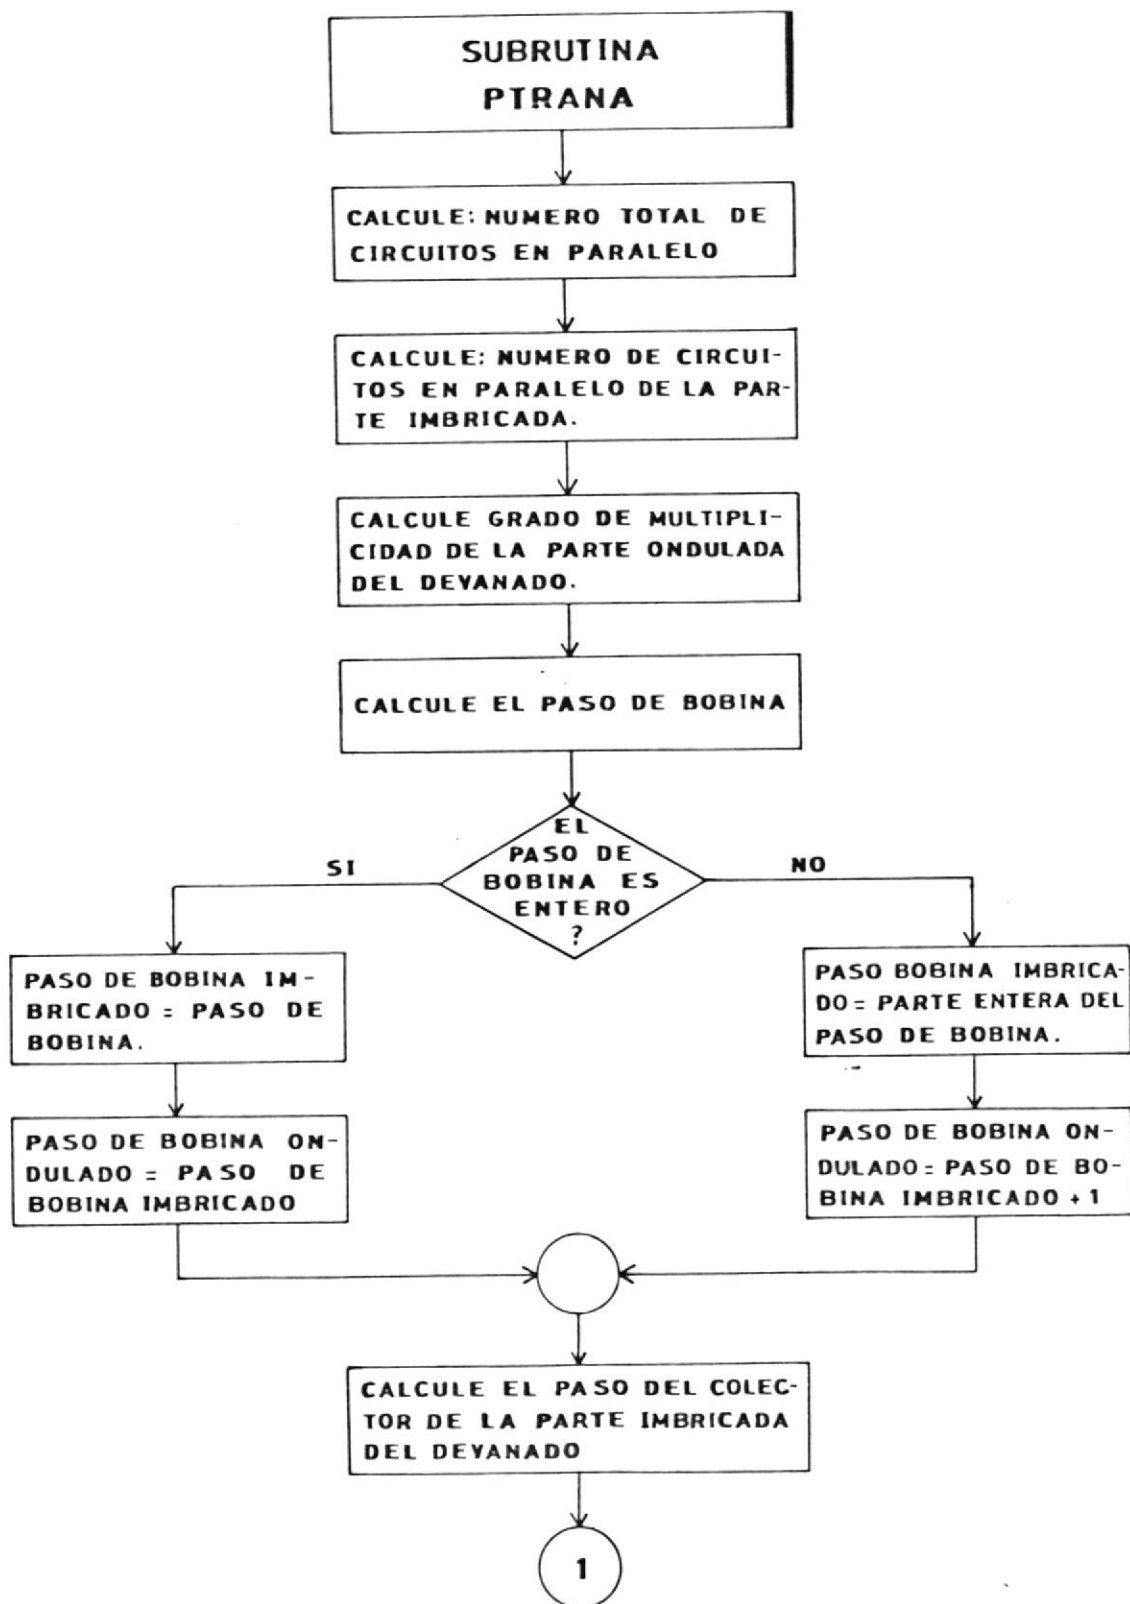 SUBRUTINA
PTRANA
CALCULE: NUMERO TOTAL DE
CIRCUITOS EN PARALELO
CALCULE: NUMERO DE CIRCUI-
TOS EN PARALELO DE LA PAR-
TE IMBRICADA.
CALCULE GRADO DE MULTIPLI-
CIDAD DE LA PARTE ONDULADA
DEL DEVANADO.
CALCULE EL PASO DE BOBINA
EL
PASO DE
BOBINA ES
ENTERO
?
SI
NO
PASO DE BOBINA IM-
BRICADO = PASO DE
BOBINA.
PASO DE BOBINA ON-
DULADO = PASO DE
BOBINA IMBRICADO
PASO BOBINA IMBRICA-
DO = PARTE ENTERA DEL
PASO DE BOBINA.
PASO DE BOBINA ON-
DULADO = PASO DE BO-
BINA IMBRICADO + 1
CALCULE EL PASO DEL COLEC-
TOR DE LA PARTE IMBRICADA
DEL DEVANADO
1